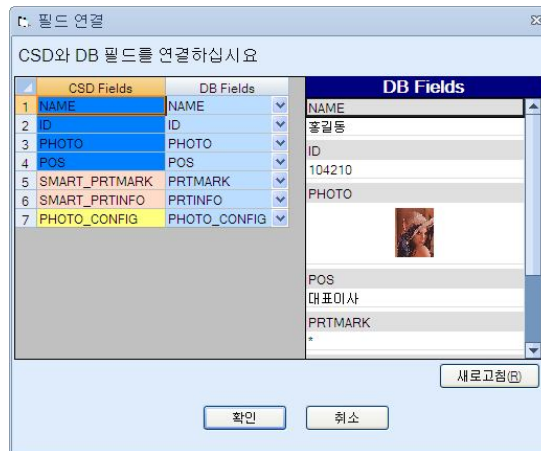 필드 연결
CSD와 DB 필드를 연결하십시요
CSD Fields DB Fields
1 NAME NAME
2 ID ID
3 PHOTO PHOTO
4 POS POS
5 SMART_PRTMARK PRTMARK
6 SMART_PRTINFO PRTINFO
7 PHOTO_CONFIG PHOTO_CONFIG
DB Fields
NAME
홍길동
ID
104210
PHOTO
POS
대표이사
PRTMARK
*
새로고침(R)
확인 취소